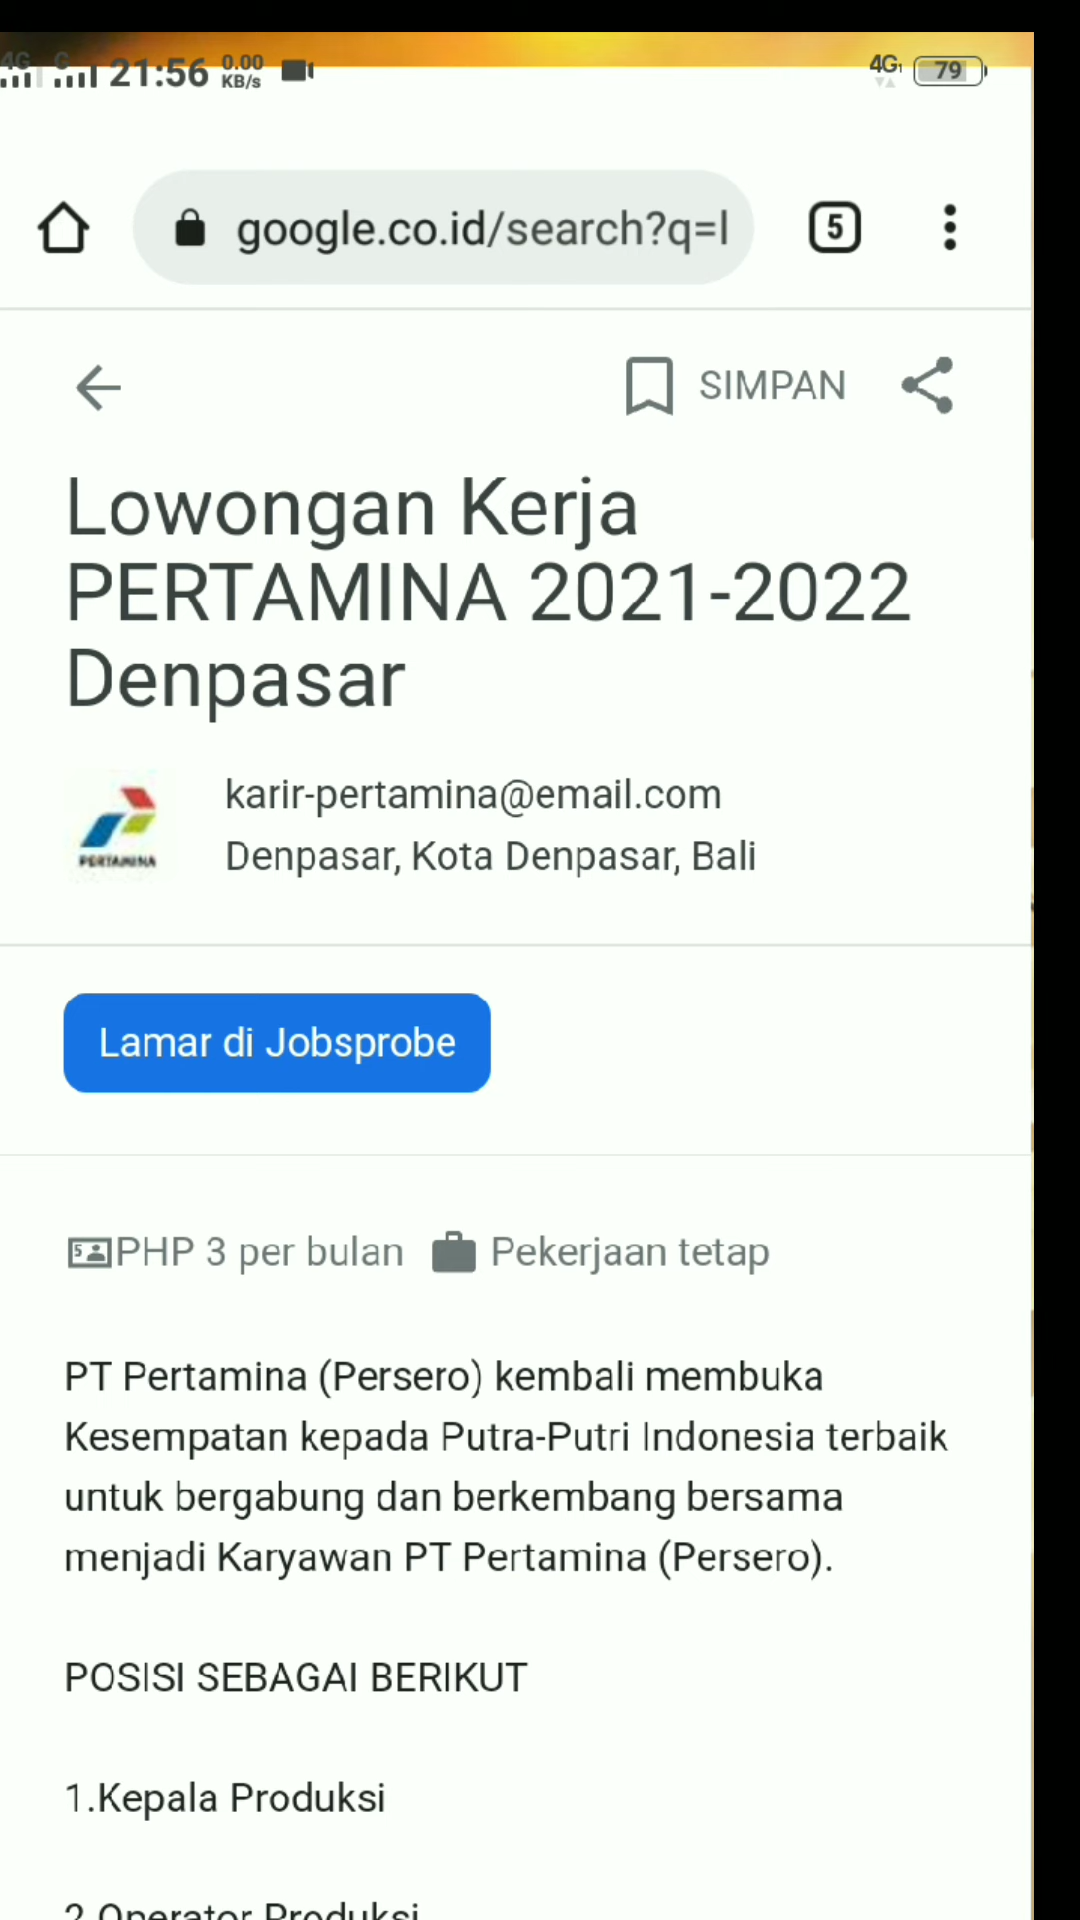 4G G 21:56 0.00 KB/s 4G 79
google.co.id/search?q=l 5
SIMPAN
Lowongan Kerja
PERTAMINA 2021-2022
Denpasar
PERTAMINA
karir-pertamina@email.com
Denpasar, Kota Denpasar, Bali
Lamar di Jobsprobe
PHP 3 per bulan Pekerjaan tetap
PT Pertamina (Persero) kembali membuka
Kesempatan kepada Putra-Putri Indonesia terbaik
untuk bergabung dan berkembang bersama
menjadi Karyawan PT Pertamina (Persero).
POSISI SEBAGAI BERIKUT
1.Kepala Produksi
2.Operator Produksi